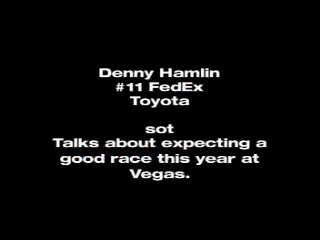 Denny Hamlin
#11 FedEx
Toyota
sot
Talks about expecting a
good race this year at
Vegas.